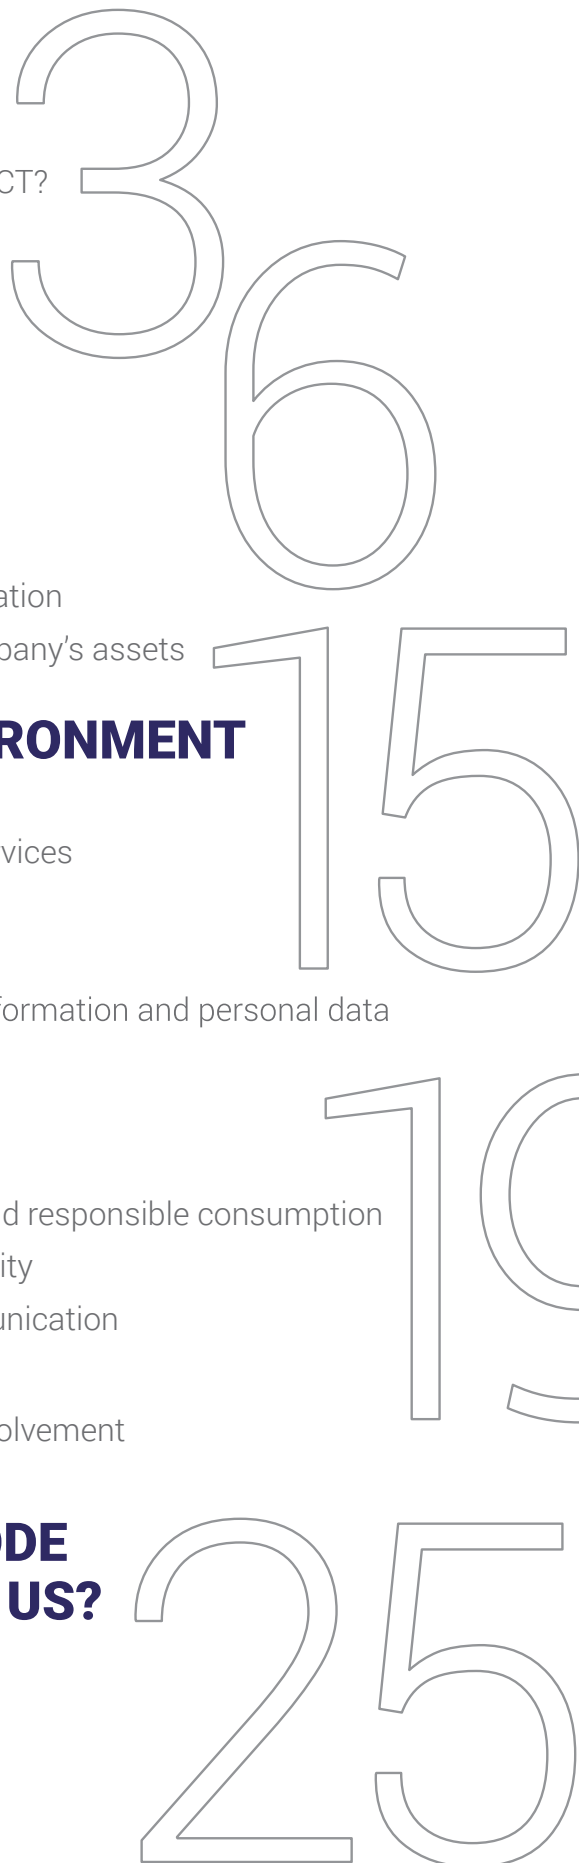 3
CT?
6
ation
pany's assets
15
RONMENT
vices
formation and personal data
19
d responsible consumption
ity
unication
olvement
ODE
US?
25